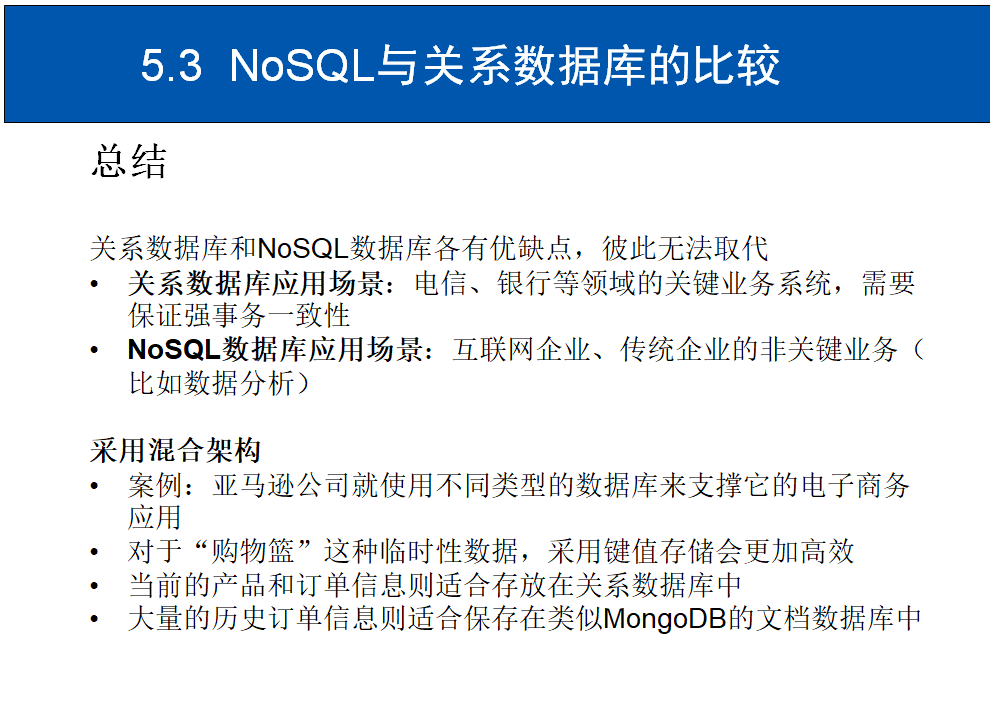 5.3 NoSQL与关系数据库的比较
总结
关系数据库和NoSQL数据库各有优缺点，彼此无法取代
• 关系数据库应用场景：电信、银行等领域的关键业务系统，需要
保证强事务一致性
• NoSQL数据库应用场景：互联网企业、传统企业的非关键业务（
比如数据分析）
采用混合架构
• 案例：亚马逊公司就使用不同类型的数据库来支撑它的电子商务
应用
• 对于“购物篮”这种临时性数据，采用键值存储会更加高效
• 当前的产品和订单信息则适合存放在关系数据库中
• 大量的历史订单信息则适合保存在类似MongoDB的文档数据库中